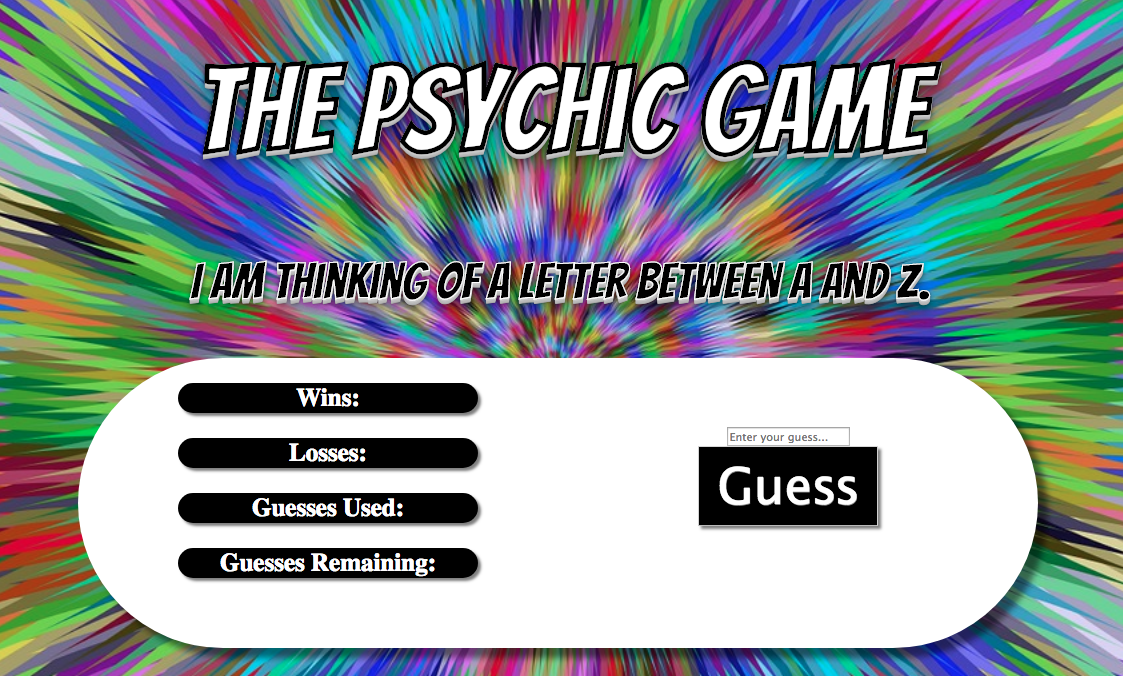 THE PSYCHIC GAME
I AM THINKING OF A LETTER BETWEEN A AND Z.
Wins:
Losses:
Guesses Used:
Guesses Remaining:
Enter your guess...
Guess